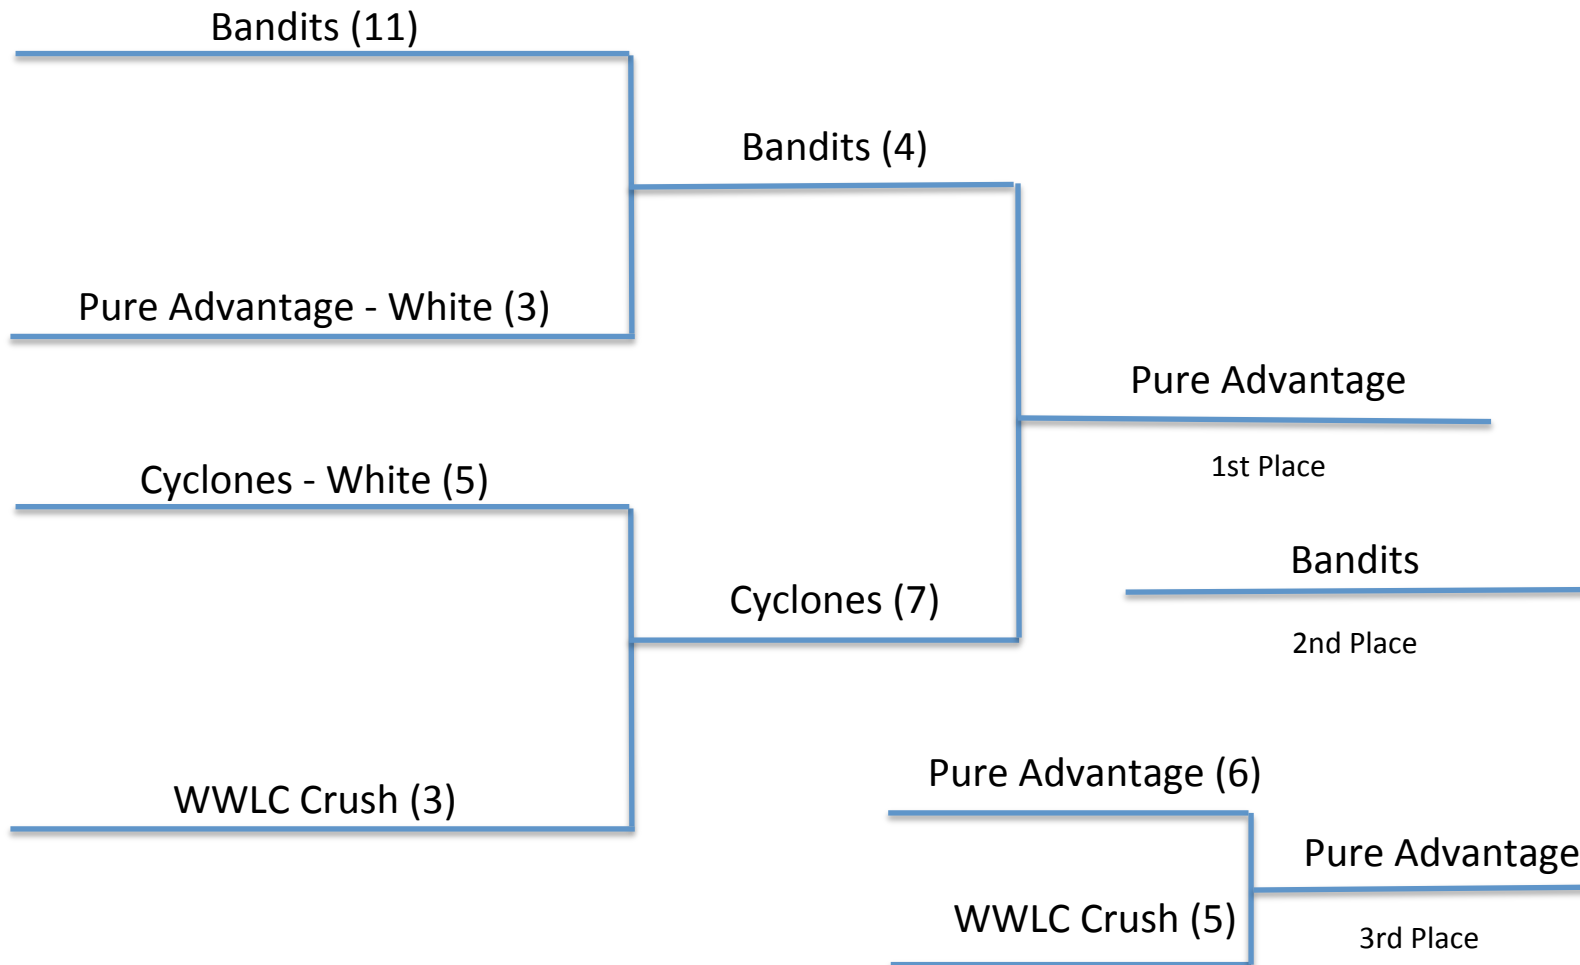 Bandits (11)
Bandits (4)
Pure Advantage - White (3)
Pure Advantage
1st Place
Cyclones - White (5)
Bandits
2nd Place
Cyclones (7)
WWLC Crush (3)
Pure Advantage (6)
Pure Advantage
WWLC Crush (5)
3rd Place